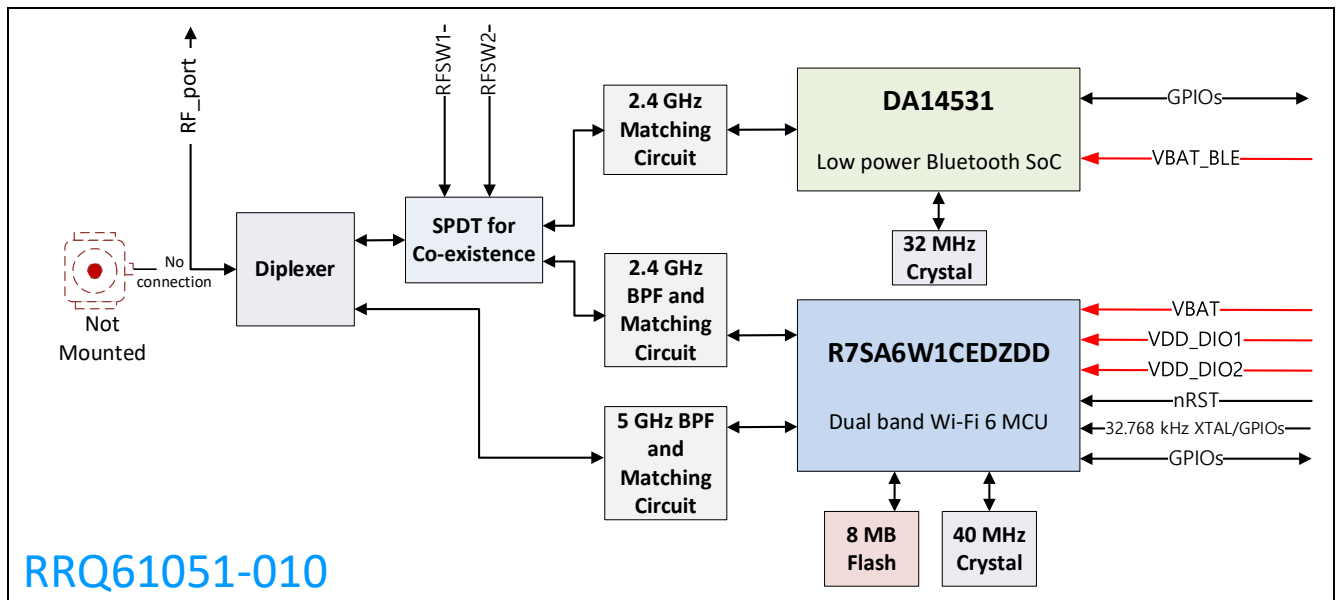 RF_port
RFSW1-
RFSW2-
2.4 GHz
Matching
Circuit
DA14531
Low power Bluetooth SoC
GPIOs
VBAT_BLE
32 MHz
Crystal
SPDT for
Co-existence
Diplexer
No
connection
Not
Mounted
2.4 GHz
BPF and
Matching
Circuit
R7SA6W1CEDZDD
Dual band Wi-Fi 6 MCU
VBAT
VDD_DIO1
VDD_DIO2
nRST
32.768 kHz XTAL/GPIOs
GPIOs
5 GHz BPF
and
Matching
Circuit
8 MB
Flash
40 MHz
Crystal
RRQ61051-010